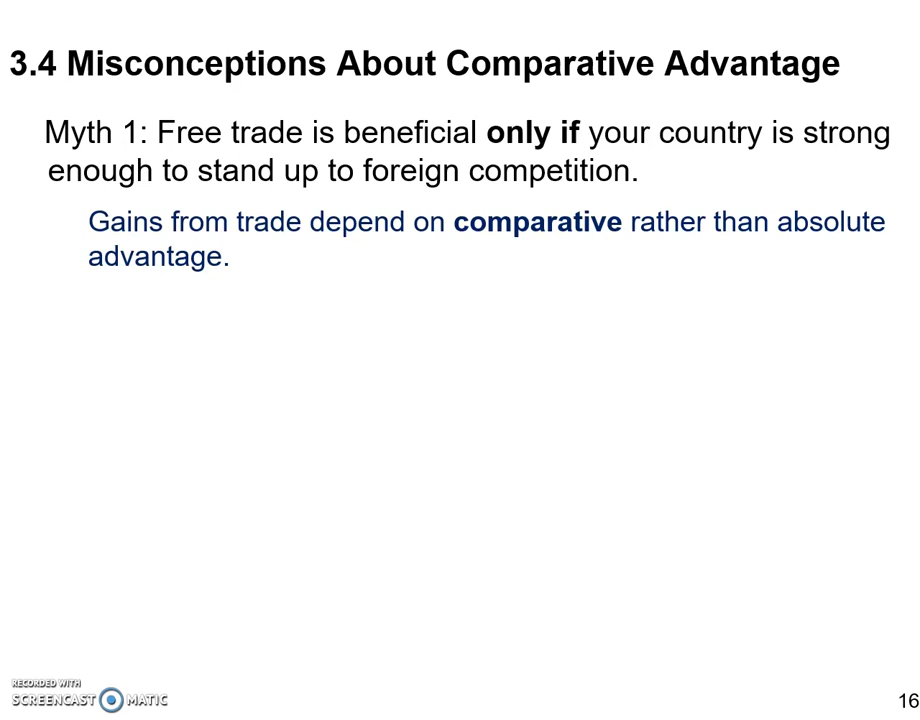 3.4 Misconceptions About Comparative Advantage
Myth 1: Free trade is beneficial only if your country is strong
enough to stand up to foreign competition.
Gains from trade depend on comparative rather than absolute
advantage.
RECORDED WITH
SCREENCAST MATIC
16